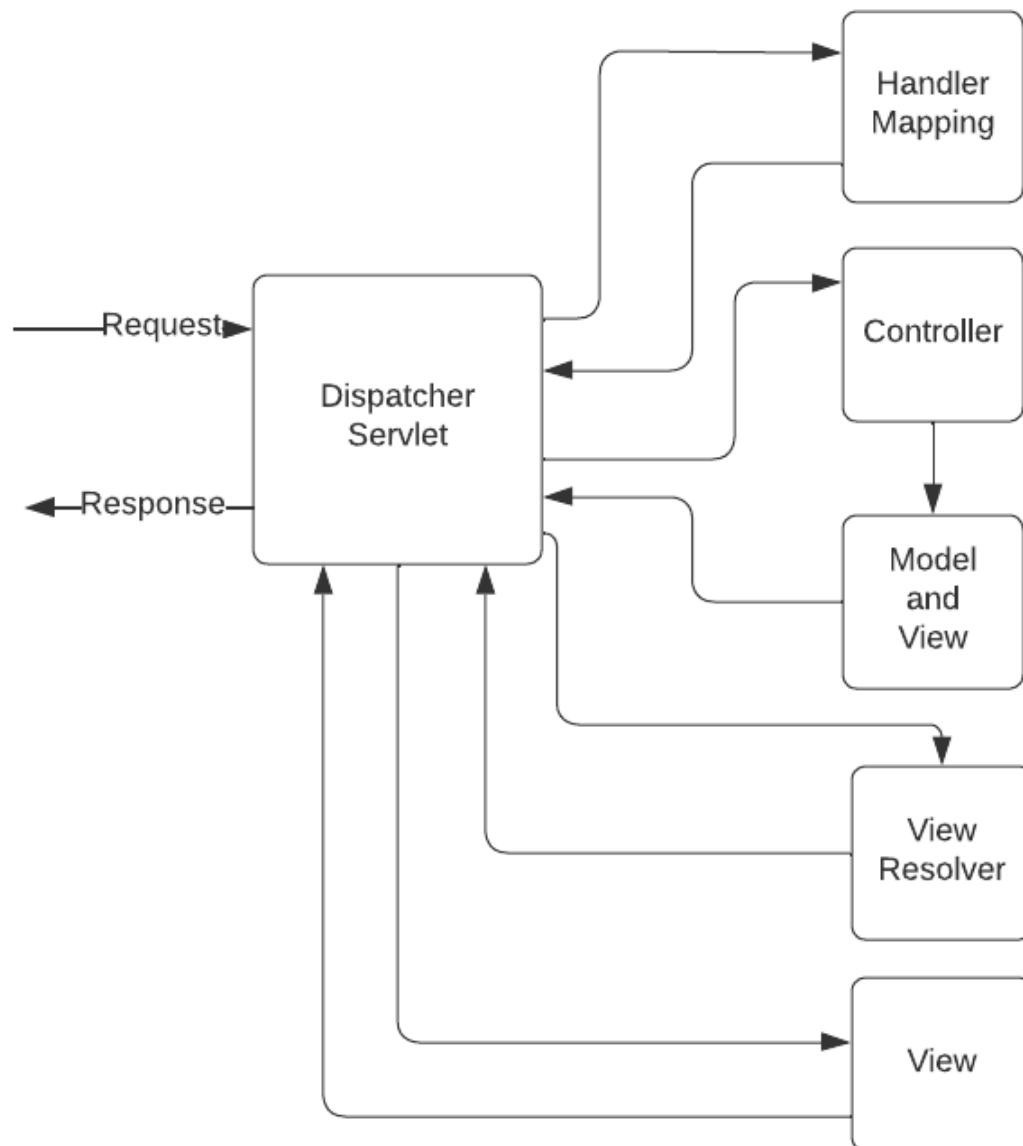 Handler
Mapping
Request
Controller
Dispatcher
Servlet
Response
Model
and
View
View
Resolver
View